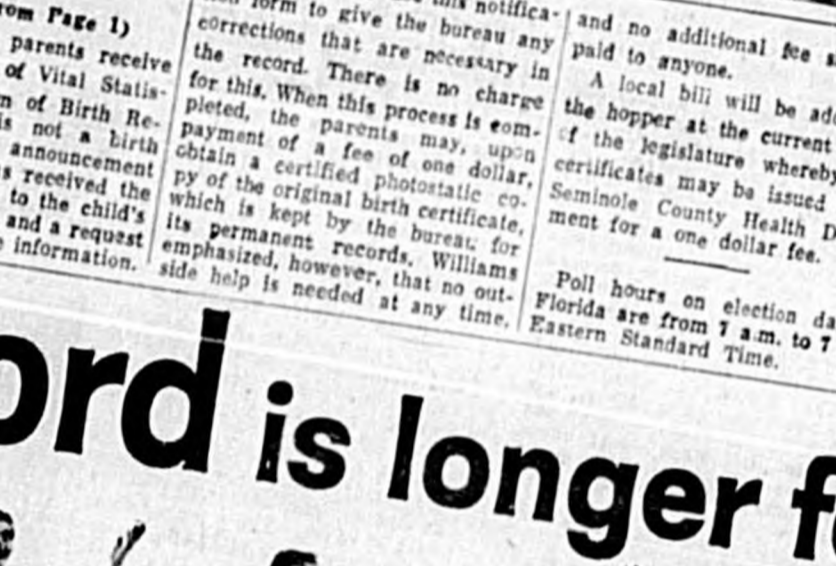 rom Page 1)
parents receive
of Vital Statis-
n of Birth Re-
is not a birth
announcement
s received the
to the child's
and a request
information.
form to give the bureau any
corrections that are necessary in
the record. There is no charge
for this. When this process is com-
pleted, the parents may, upon
payment of a fee of one dollar,
obtain a certified photostatic co-
py of the original birth certificate,
which is kept by the bureau for
its permanent records. Williams
emphasized, however, that no out-
side help is needed at any time.
and no additional fee
paid to anyone.
A local bill will be
the hopper at the current
of the legislature whereby
certificates may be issued
Seminole County Health D
ment for a one dollar fee.
Poll hours on election da
Florida are from 7 a.m. to 7
Eastern Standard Time.
ord is longer f